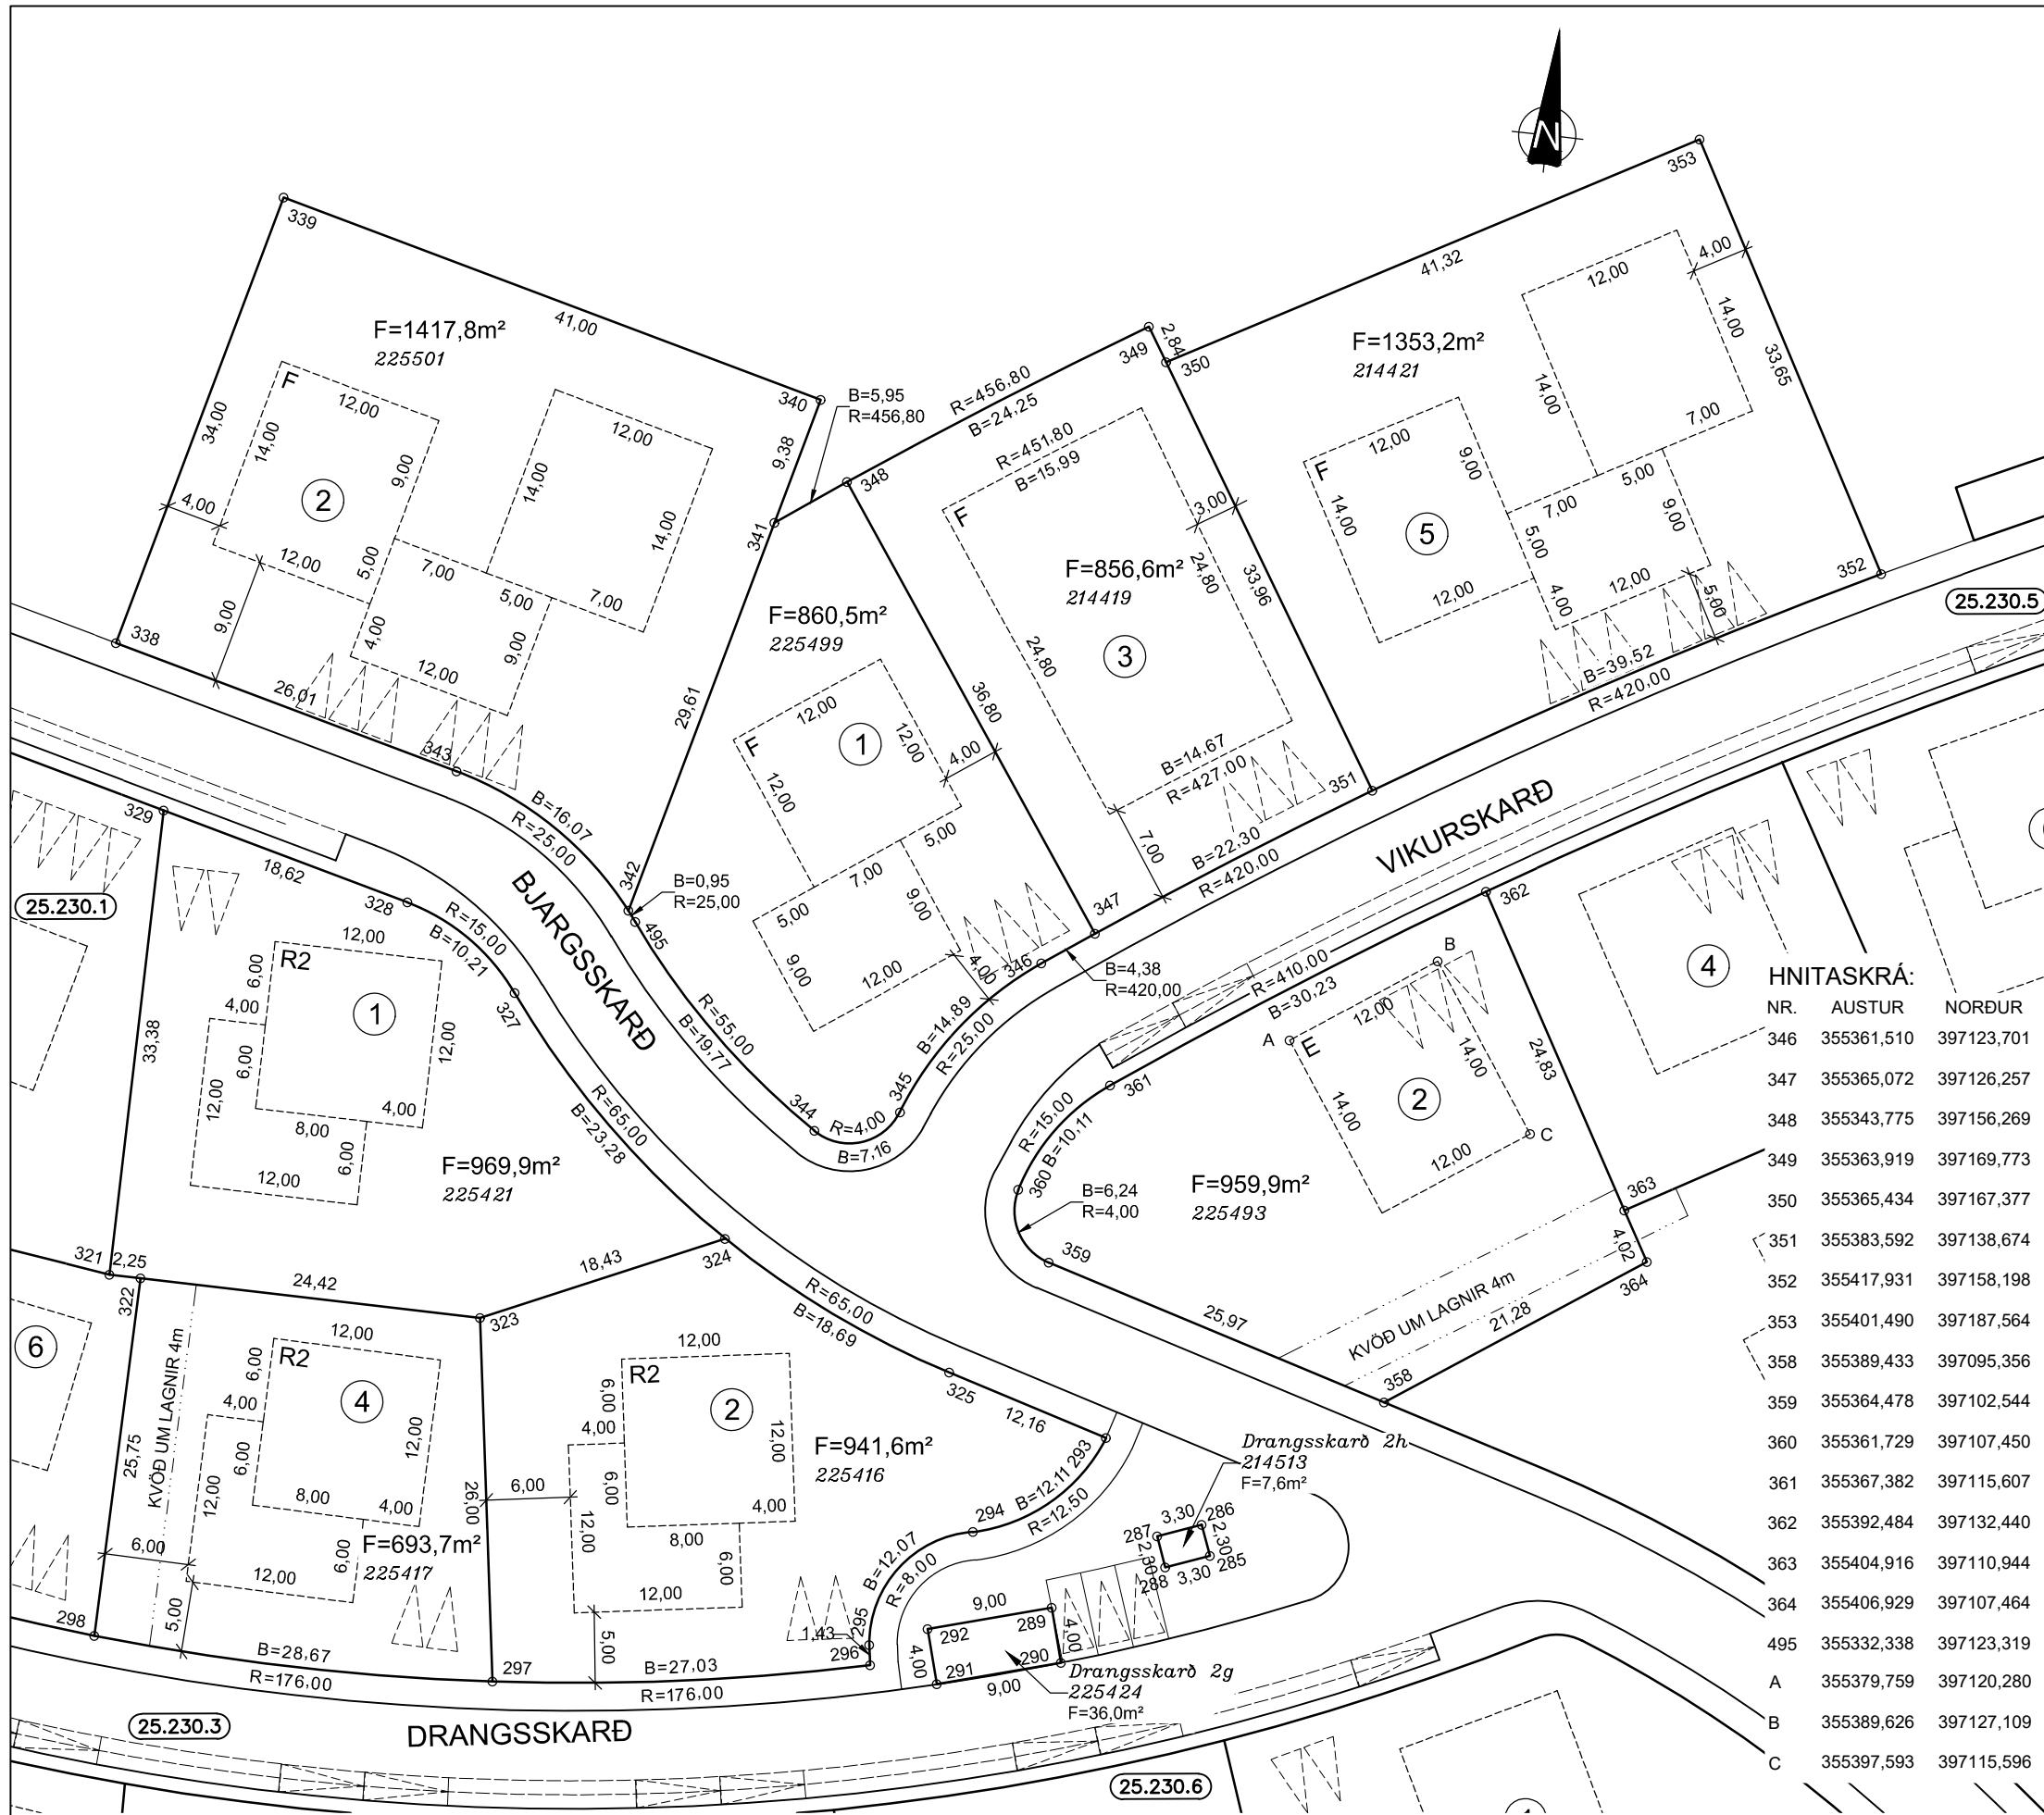 N
339
353
F=1417,8m²
225501
41,00
34,00
F
12,00
14,00
9,00
2
4,00
12,00
5,00
9,00
338
26,01
343
4,00
7,00
5,00
7,00
12,00
9,00
12,00
14,00
14,00
340
9,38
341
B=5,95
R=456,80
348
29,61
342
B=16,07
R=25,00
B=0,95
R=25,00
495
R=456,80
B=24,25
349
2,84
350
R=451,80
B=15,99
F
3,00
F=856,6m²
214419
24,80
24,80
3
33,96
B=14,67
R=427,00
7,00
351
B=22,30
R=420,00
F=860,5m²
225499
F
12,00
12,00
12,00
1
36,80
4,00
5,00
7,00
5,00
9,00
9,00
12,00
4,00
346
347
B=4,38
R=420,00
41,32
F=1353,2m²
214421
12,00
14,00
14,00
4,00
33,65
7,00
F
12,00
9,00
14,00
5
12,00
5,00
7,00
5,00
9,00
4,00
12,00
5,00
352
B=39,52
R=420,00
25.230.5
VIKURSKARÐ
BJARGSSKARÐ
329
18,62
328
25.230.1
R=15,00
B=10,21
327
12,00
R2
6,00
4,00
6,00
1
12,00
12,00
4,00
8,00
6,00
12,00
33,38
F=969,9m²
225421
R=55,00
B=19,77
344
R=4,00
B=7,16
345
B=14,89
R=25,00
R=65,00
B=23,28
321
2,25
322
24,42
323
18,43
324
R=65,00
B=18,69
325
12,16
293
R=410,00
B=30,23
361
362
R=15,00
B=10,11
360
B=6,24
R=4,00
359
F=959,9m²
225493
A
E
B
C
12,00
14,00
14,00
12,00
2
24,83
363
4,02
364
KVÖÐ UM LAGNIR 4m
21,28
25,97
358
4
6
KVÖÐ UM LAGNIR 4m
25,75
12,00
R2
6,00
4,00
6,00
4
12,00
12,00
8,00
4,00
6,00
12,00
6,00
5,00
F=693,7m²
225417
298
B=28,67
R=176,00
26,00
297
12,00
R2
6,00
4,00
6,00
2
12,00
6,00
12,00
8,00
4,00
6,00
12,00
5,00
F=941,6m²
225416
B=27,03
R=176,00
1,43
296
295
B=12,07
R=8,00
294
B=12,11
R=12,50
Drangsskarð 2h
214513
F=7,6m²
287
3,30
286
2,30
2,30
285
288
3,30
9,00
292
289
4,00
4,00
291
290
9,00
Drangsskarð 2g
225424
F=36,0m²
25.230.3
DRANGSSKARÐ
25.230.6
HNITASKRÁ:
NR. AUSTUR NORÐUR
346 355361,510 397123,701
347 355365,072 397126,257
348 355343,775 397156,269
349 355363,919 397169,773
350 355365,434 397167,377
351 355383,592 397138,674
352 355417,931 397158,198
353 355401,490 397187,564
358 355389,433 397095,356
359 355364,478 397102,544
360 355361,729 397107,450
361 355367,382 397115,607
362 355392,484 397132,440
363 355404,916 397110,944
364 355406,929 397107,464
495 355332,338 397123,319
A 355379,759 397120,280
B 355389,626 397127,109
C 355397,593 397115,596